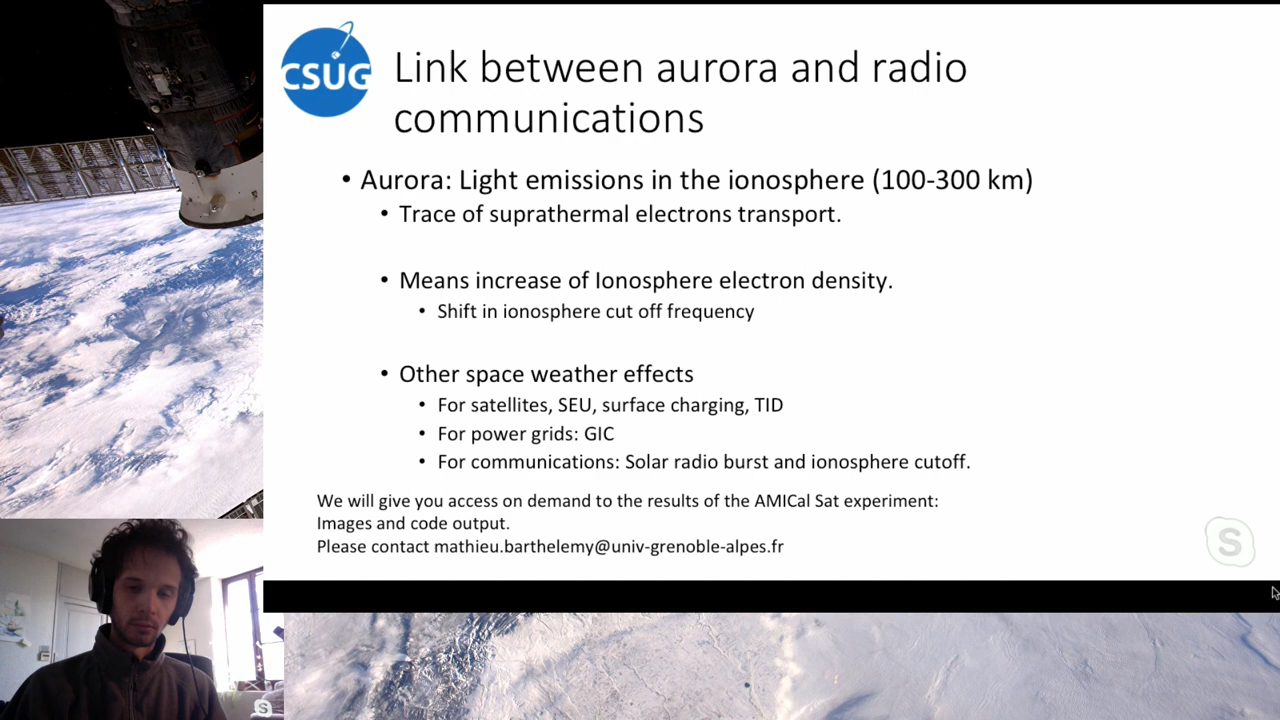 CSUG
Link between aurora and radio
communications
• Aurora: Light emissions in the ionosphere (100-300 km)
• Trace of suprathermal electrons transport.
• Means increase of Ionosphere electron density.
• Shift in ionosphere cut off frequency
• Other space weather effects
• For satellites, SEU, surface charging, TID
• For power grids: GIC
• For communications: Solar radio burst and ionosphere cutoff.
We will give you access on demand to the results of the AMICal Sat experiment:
Images and code output.
Please contact mathieu.barthelemy@univ-grenoble-alpes.fr
S
S